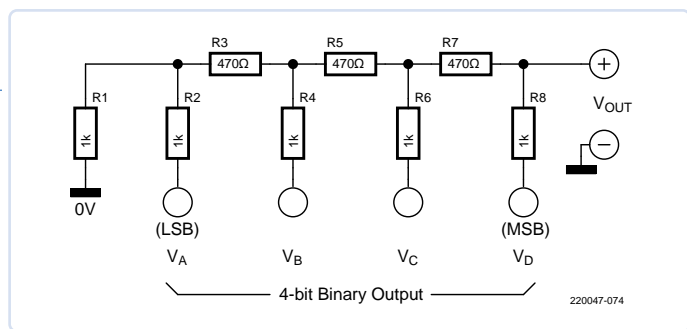 R3 R5 R7
470Ω 470Ω 470Ω
R1 R2 R4 R6 R8
1k 1k 1k 1k 1k
+
VOUT
−
0V
(LSB) (MSB)
VA VB VC VD
4-bit Binary Output
220047-074